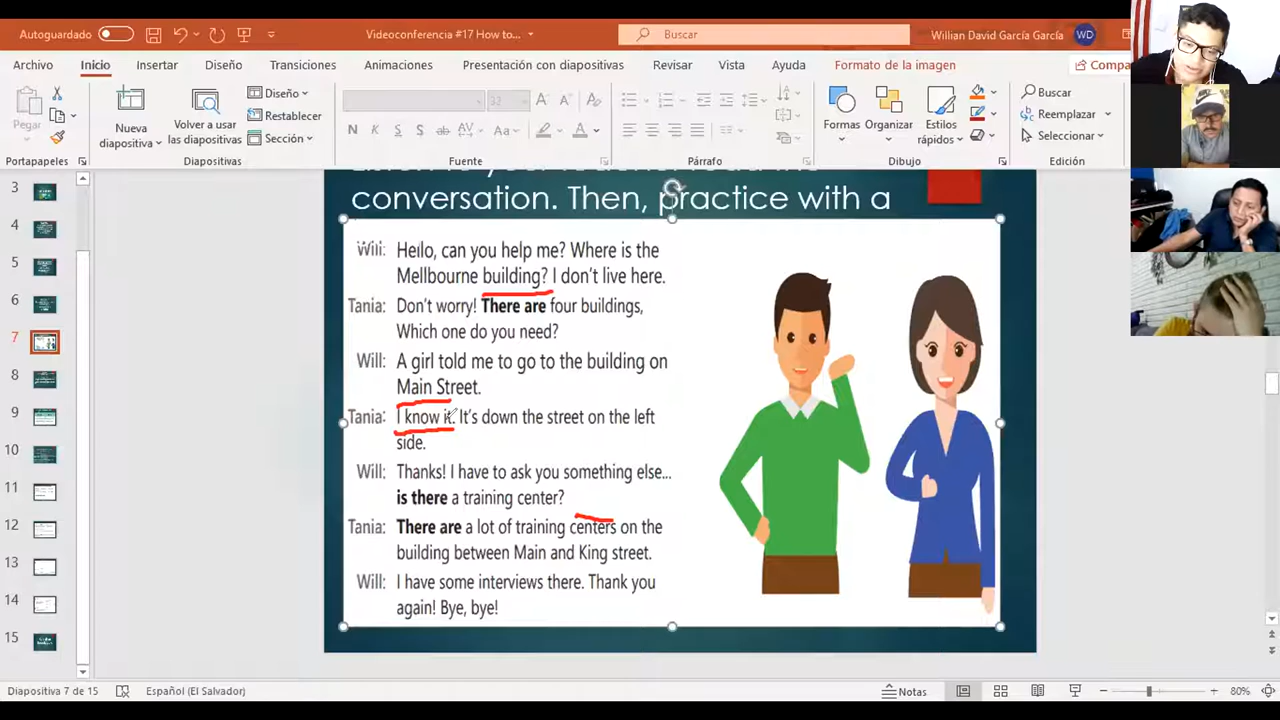 Autoguardado
Videoconferencia #17 How to...
Buscar
Willian David García García
WD
Archivo
Inicio
Insertar
Diseño
Transiciones
Animaciones
Presentación con diapositivas
Revisar
Vista
Ayuda
Formato de la imagen
Compa
Pegar
Nueva diapositiva
Volver a usar las diapositivas
Diseño
Restablecer
Sección
32
Formas
Organizar
Estilos rápidos
Buscar
Reemplazar
Seleccionar
Portapapeles
Diapositivas
Fuente
Párrafo
Dibujo
Edición
3
4
5
6
7
8
9
10
11
12
13
14
15
conversation. Then, practice with a
Will: Hello, can you help me? Where is the
Mellbourne building? I don't live here.
Tania: Don't worry! There are four buildings,
Which one do you need?
Will: A girl told me to go to the building on
Main Street.
Tania: I know it. It's down the street on the left
side.
Will: Thanks! I have to ask you something else...
is there a training center?
Tania: There are a lot of training centers on the
building between Main and King street.
Will: I have some interviews there. Thank you
again! Bye, bye!
Diapositiva 7 de 15
Español (El Salvador)
Notas
80%